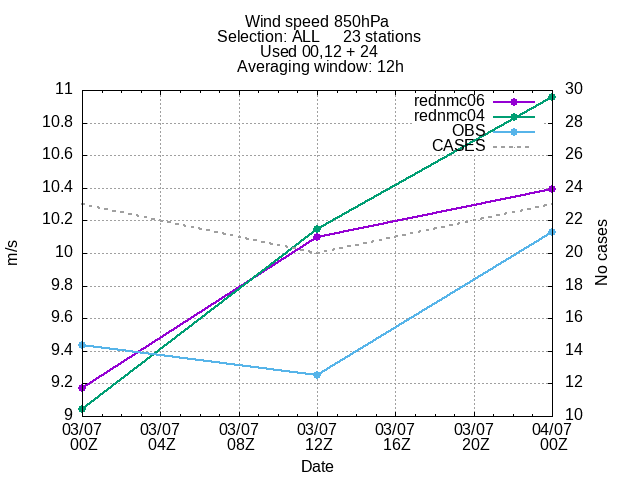 Wind speed 850hPa
Selection: ALL 23 stations
Used 00,12 + 24
Averaging window: 12h
11 30
rednmc06
10.8 28
rednmc04
OBS
10.6 26
CASES
10.4 24
10.2 22
10 20
9.8 18
9.6 16
9.4 14
9.2 12
9 10
m/s
No cases
03/07 03/07 03/07 03/07 03/07 03/07 04/07
00Z 04Z 08Z 12Z 16Z 20Z 00Z
Date